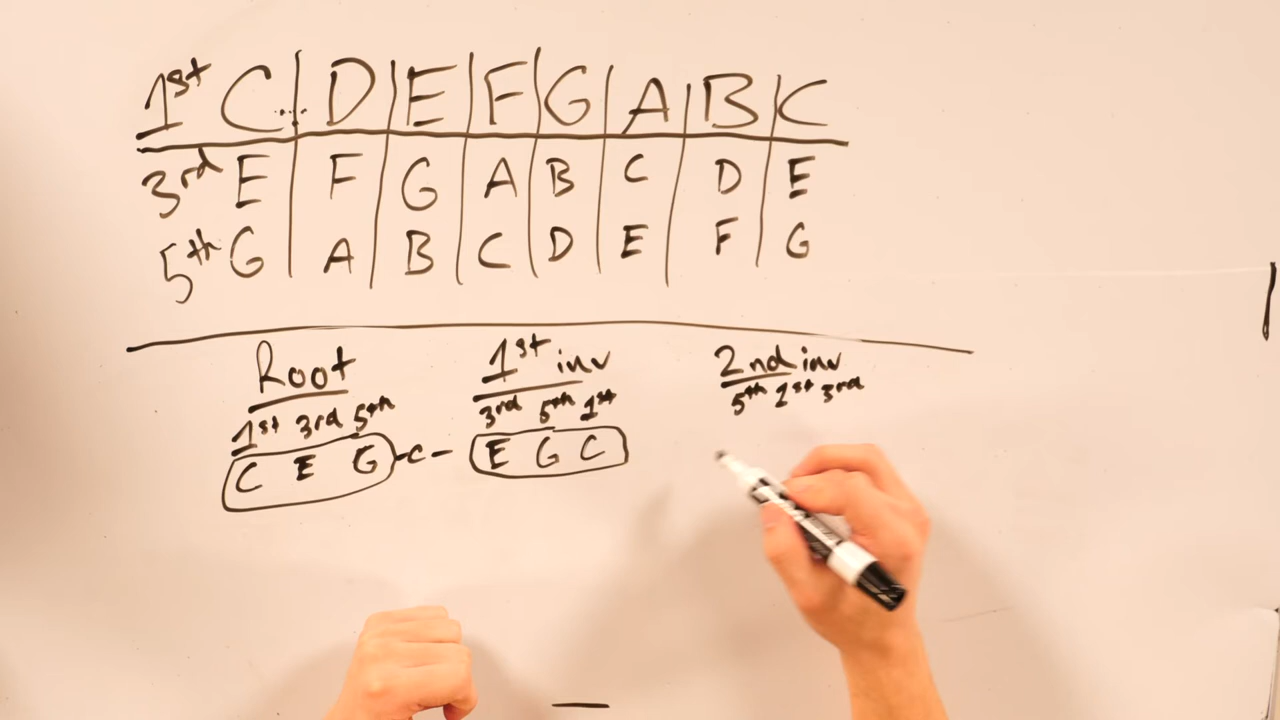 1st C D E F G A B C
3rd E F G A B C D E
5th G A B C D E F G
Root 1st inv 2nd inv
1st 3rd 5th 3rd 5th 1st 5th 1st 3rd
C E G -C- E G C